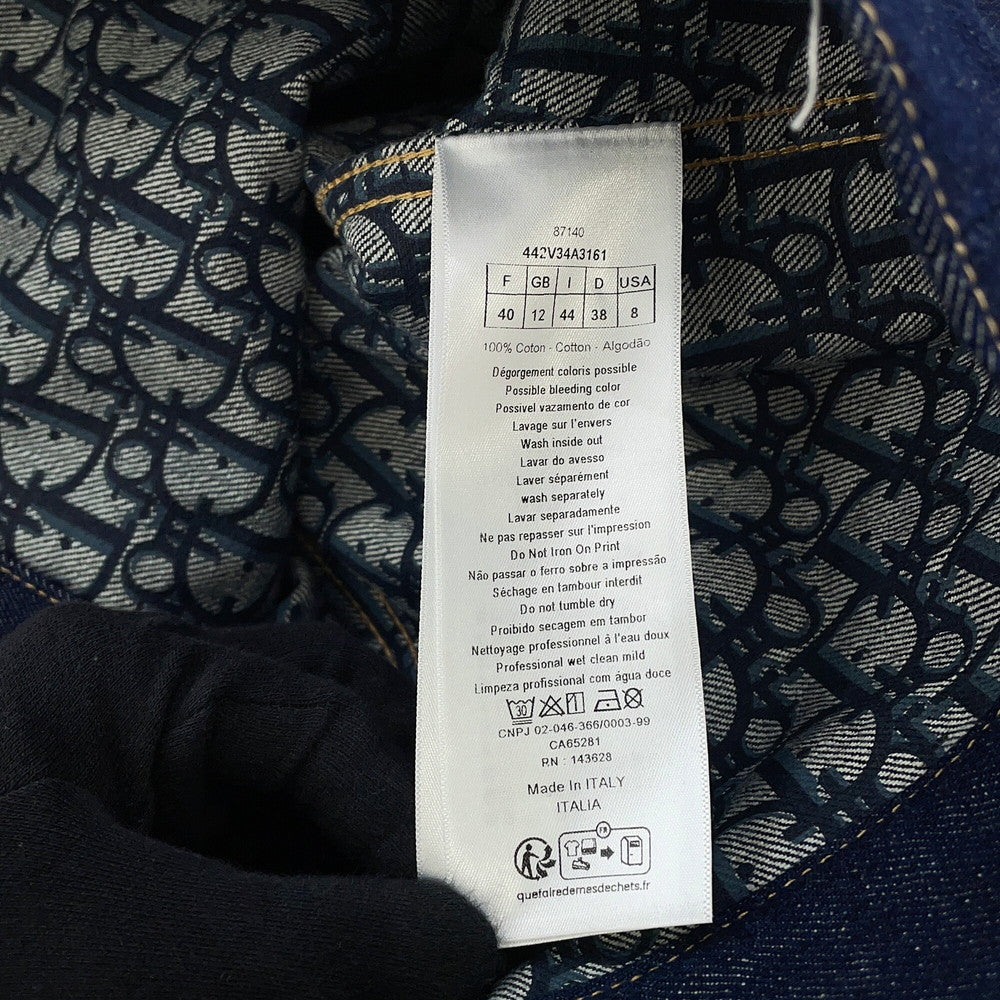 87140
442V34A3161
F GB I D USA
40 12 44 38 8
100% Coton - Cotton - Algodão
Dégorgement coloris possible
Possible bleeding color
Possivel vazamento de cor
Lavage sur l'envers
Wash inside out
Lavar do avesso
Laver séparément
wash separately
Lavar separadamente
Ne pas repasser sur l'impression
Do Not Iron On Print
Não passar o ferro sobre a impressão
Séchage en tambour interdit
Do not tumble dry
Proibido secagem em tambor
Nettoyage professionnel à l'eau doux
Professional wet clean mild
Limpeza profissional com água doce
30
CNPJ 02-046-366/0003-99
CA65281
RN : 143628
Made In ITALY
ITALIA
FR
quefairedemesdechets.fr